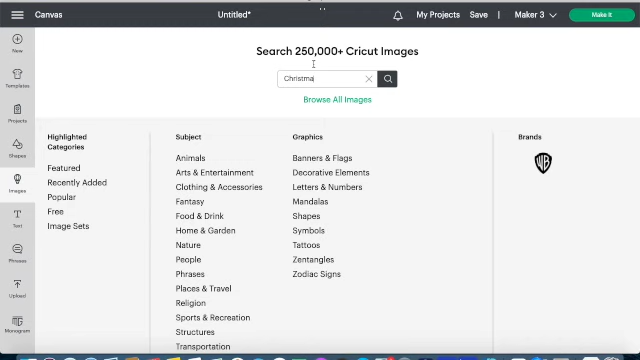 Canvas
Untitled*
My Projects
Save
|
Maker 3
Make It
New
Templates
Projects
Shapes
Images
Text
Phrases
Upload
Monogram
Search 250,000+ Cricut Images
Christma
Browse All Images
Highlighted
Categories
Featured
Recently Added
Popular
Free
Image Sets
Subject
Animals
Arts & Entertainment
Clothing & Accessories
Fantasy
Food & Drink
Home & Garden
Nature
People
Phrases
Places & Travel
Religion
Sports & Recreation
Structures
Transportation
Graphics
Banners & Flags
Decorative Elements
Letters & Numbers
Mandalas
Shapes
Symbols
Tattoos
Zentangles
Zodiac Signs
Brands
WB